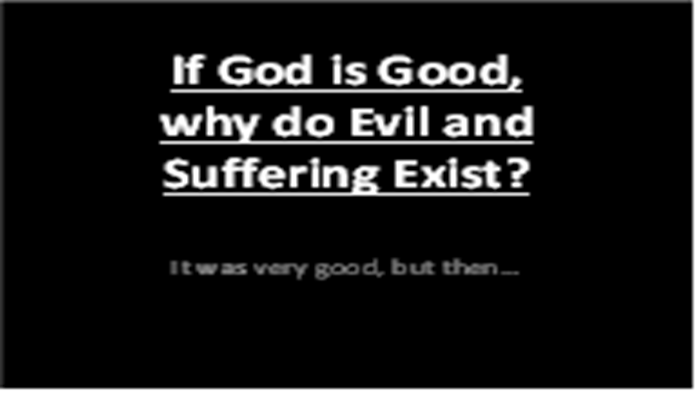 If God is Good,
why do Evil and
Suffering Exist?
It was very good, but then...